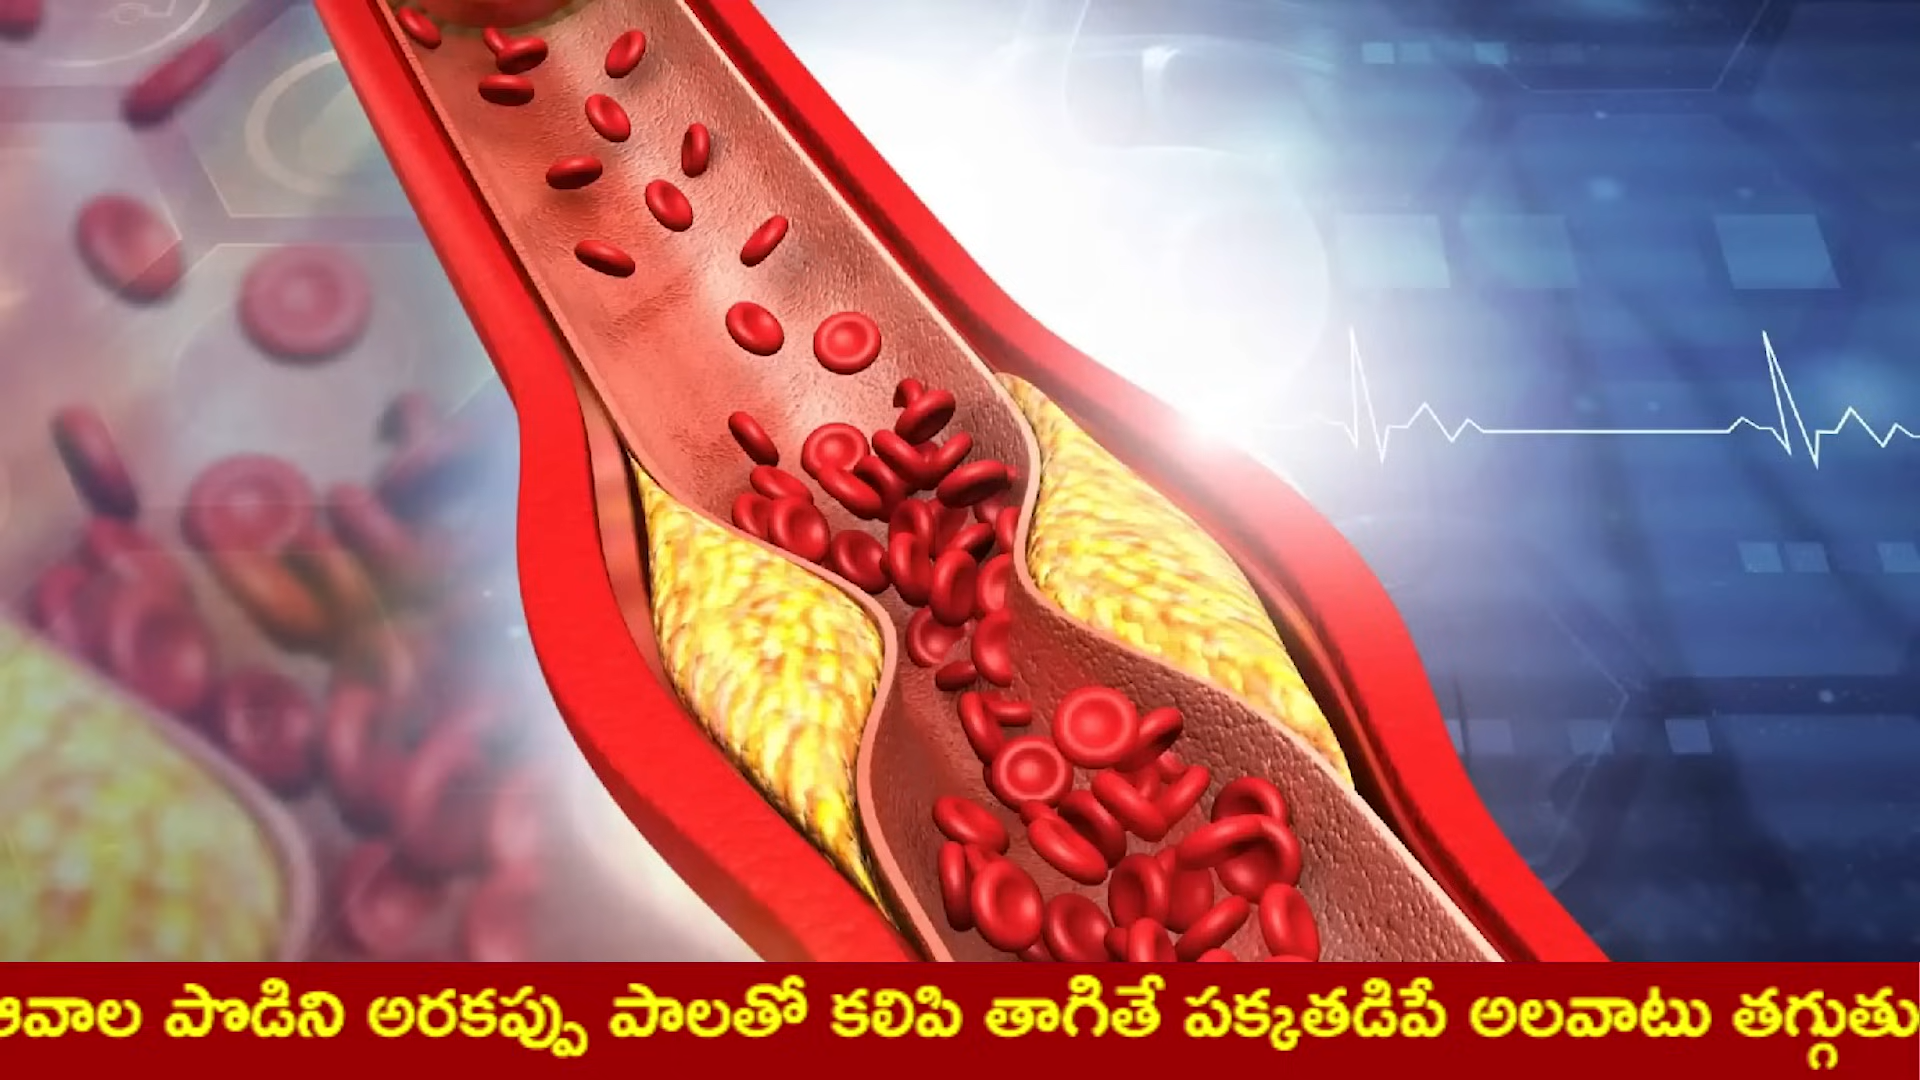 ఆవాల పొడిని అరకప్పు పాలతో కలిపి తాగితే పక్కతడిపే అలవాటు తగ్గుతు